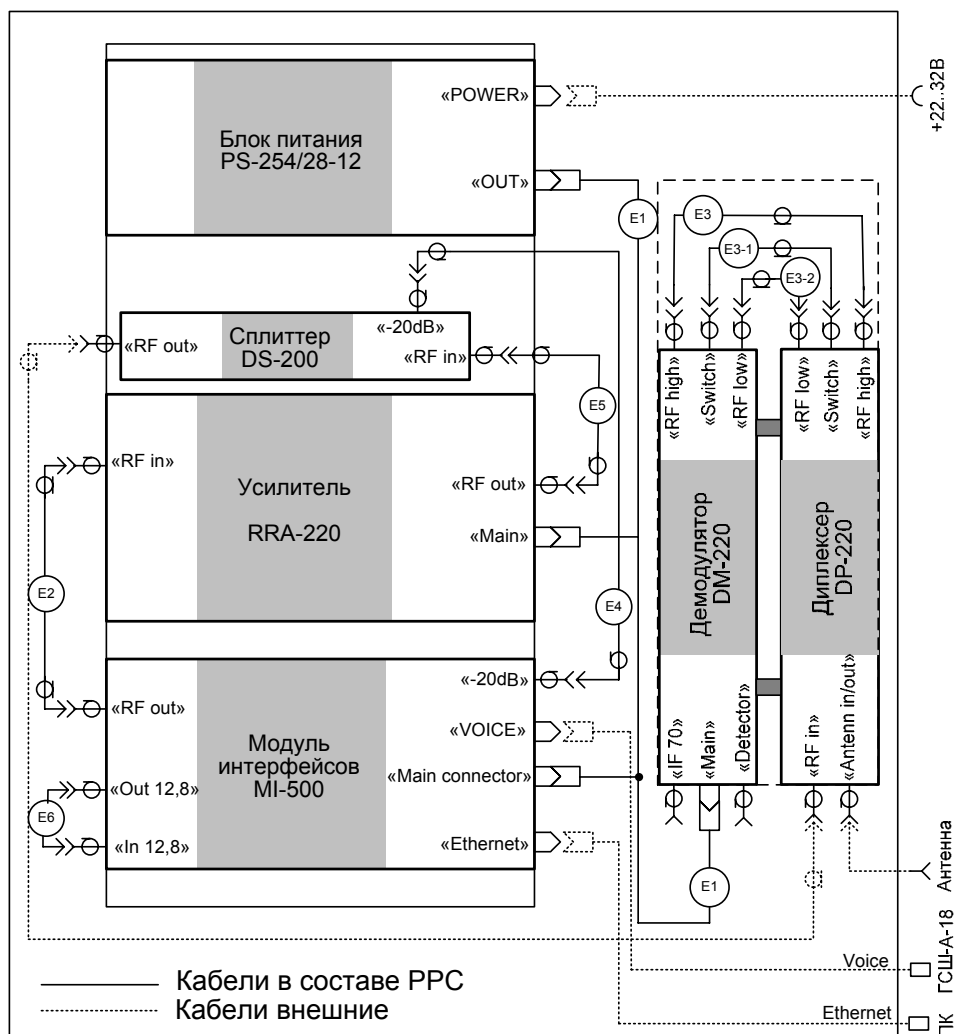 «POWER»
Блок питания
PS-254/28-12
«OUT»
+22..32В
E1
E3
E3-1
E3-2
«-20dB»
«RF out»
Сплиттер
DS-200
«RF in»
E5
«RF high»
«Switch»
«RF low»
«RF low»
«Switch»
«RF high»
«RF in»
Усилитель
RRA-220
«RF out»
«Main»
Демодулятор
DM-220
Диплексер
DP-220
E2
E4
«-20dB»
«RF out»
Модуль
интерфейсов
MI-500
«VOICE»
«Main connector»
«Out 12,8»
E6
«In 12,8»
«Ethernet»
«IF 70»
«Main»
«Detector»
«RF in»
«Antenn in/out»
E1
Антенна
Voice
ГСШ-А-18
Ethernet
ПК
Кабели в составе РРС
Кабели внешние